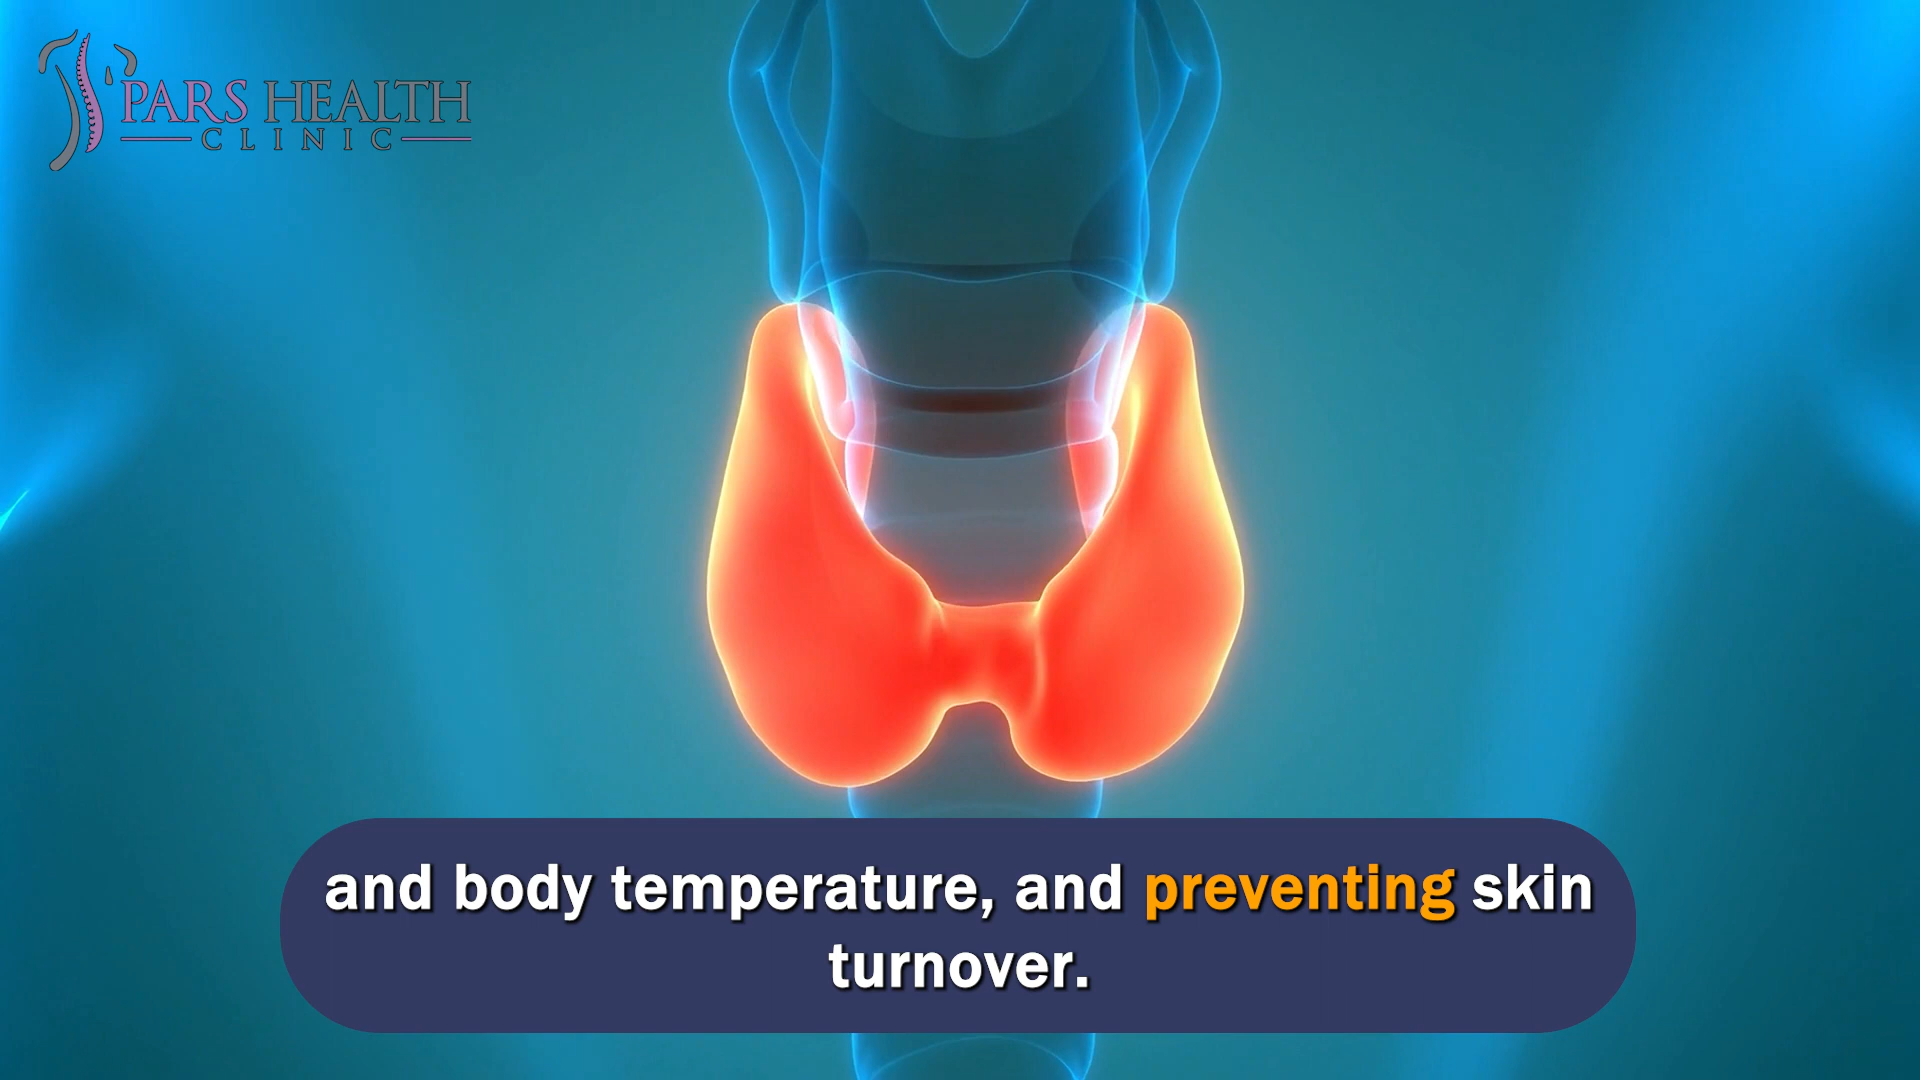 PARS HEALTH
CLINIC
and body temperature, and preventing skin
turnover.